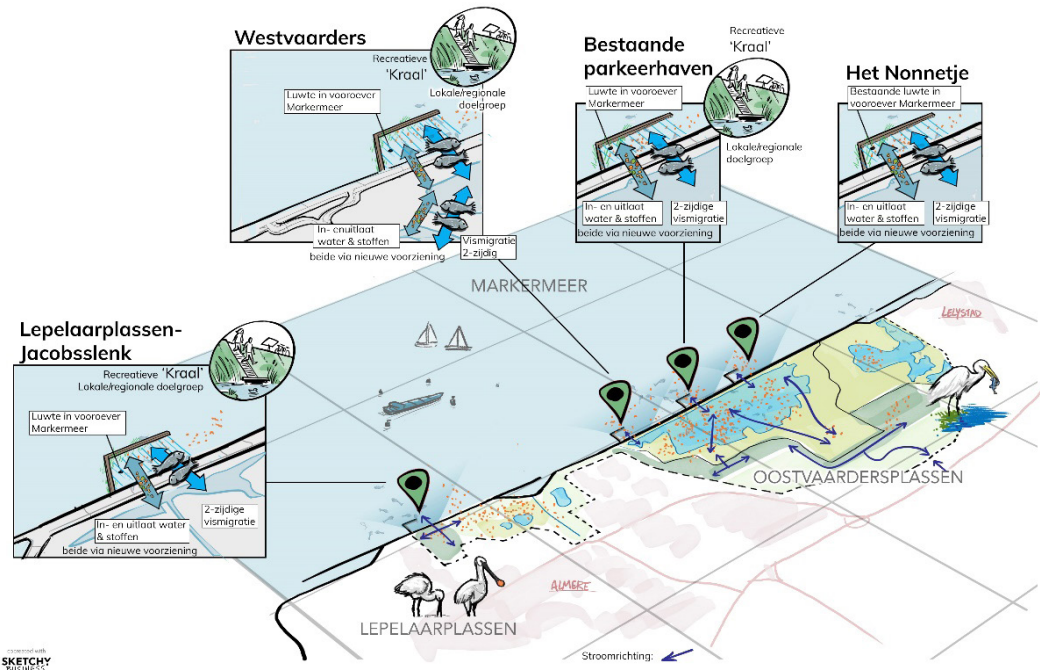 Westvaarders
Recreatieve
'Kraal'
Lokale/regionale
doelgroep
Luwte in vooroever
Markermeer
In- enuitlaat
water & stoffen
beide via nieuwe voorziening
Vismigratie
2-zijdig
Bestaande
parkeerhaven
Recreatieve
'Kraal'
Luwte in vooroever
Markermeer
Lokale/regionale
doelgroep
In- en uitlaat
water & stoffen
2-zijdige
vismigratie
beide via nieuwe voorziening
Het Nonnetje
Bestaande luwte in
vooroever Markermeer
In- en uitlaat
water & stoffen
2-zijdige
vismigratie
beide via nieuwe voorziening
Lepelaarplassen-
Jacobsslenk
Recreatieve 'Kraal'
Lokale/regionale doelgroep
Luwte in vooroever
Markermeer
In- en uitlaat water
& stoffen
2-zijdige
vismigratie
beide via nieuwe voorziening
MARKERMEER
LELYSTAD
OOSTVAARDERSPLASSEN
ALMERE
LEPELAARPLASSEN
Stroomrichting:
SKETCHY
BUSINESS